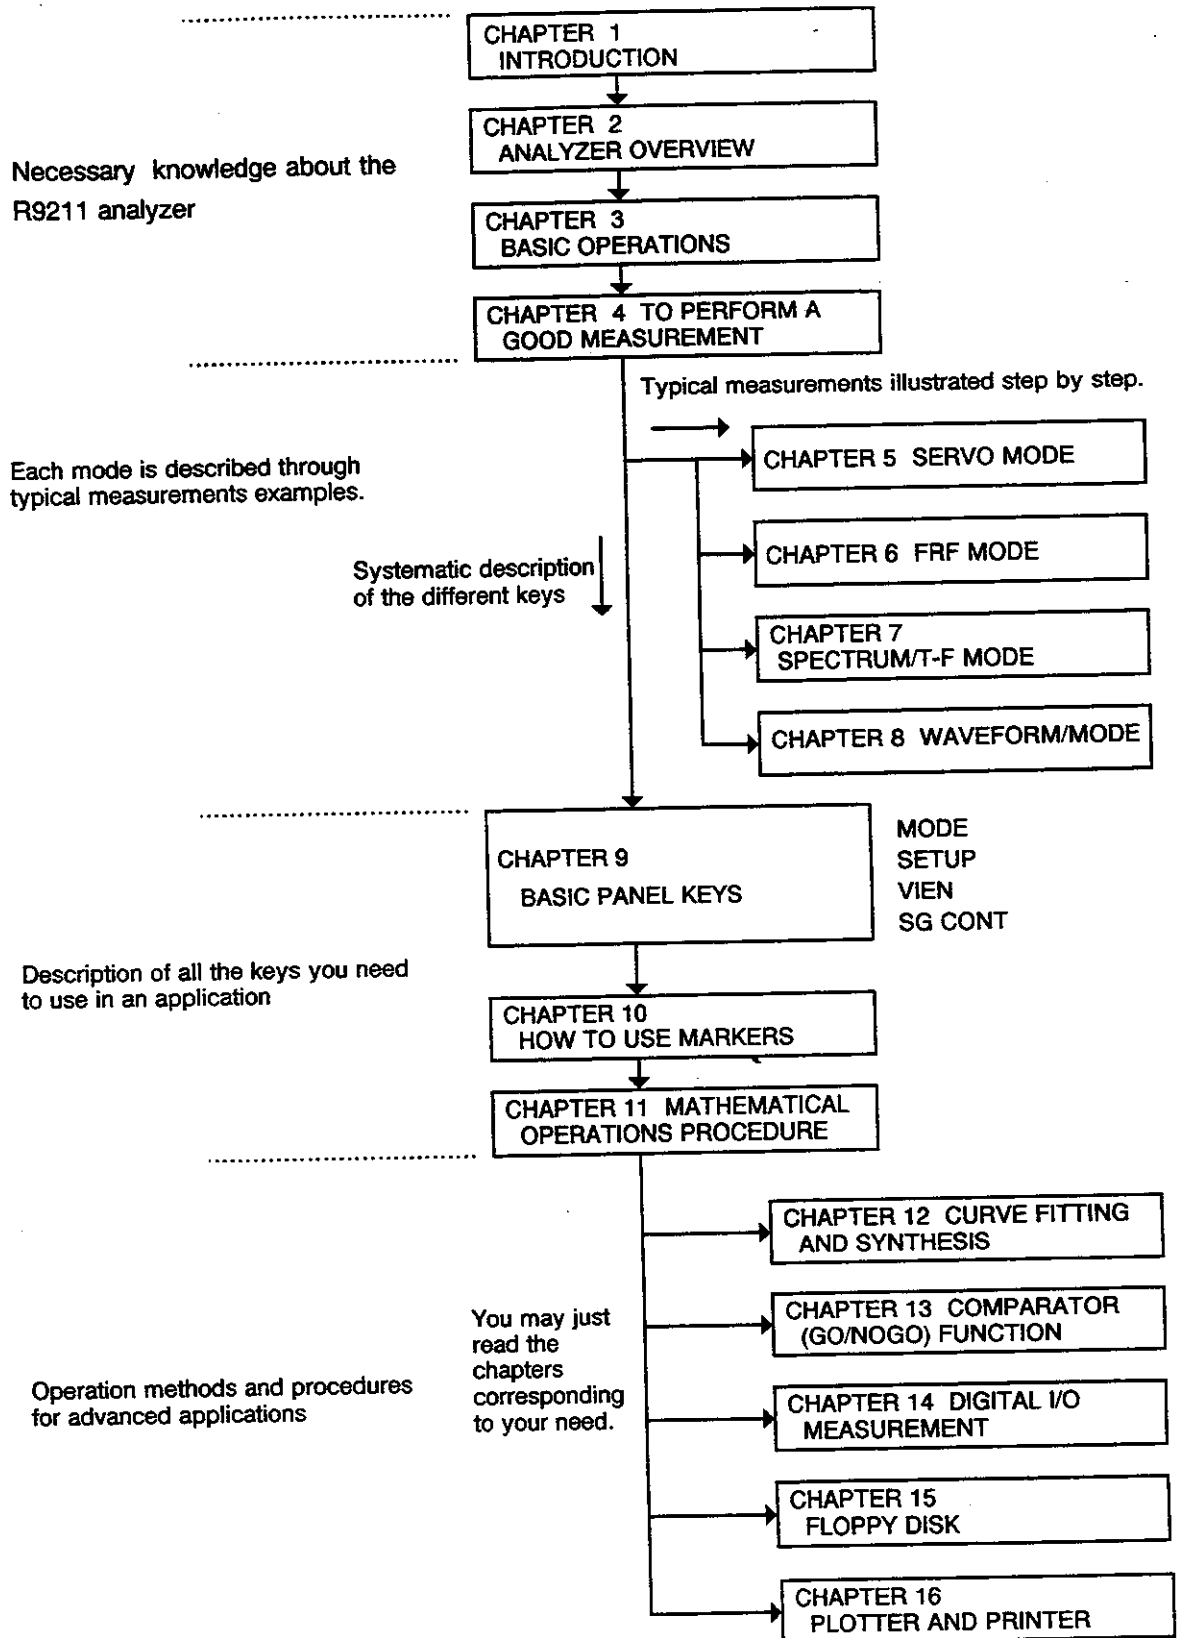 CHAPTER 1
INTRODUCTION
CHAPTER 2
ANALYZER OVERVIEW
Necessary knowledge about the
R9211 analyzer
CHAPTER 3
BASIC OPERATIONS
CHAPTER 4 TO PERFORM A
GOOD MEASUREMENT
Typical measurements illustrated step by step.
Each mode is described through
typical measurements examples.
CHAPTER 5 SERVO MODE
CHAPTER 6 FRF MODE
Systematic description
of the different keys
CHAPTER 7
SPECTRUM/T-F MODE
CHAPTER 8 WAVEFORM/MODE
CHAPTER 9
BASIC PANEL KEYS
MODE
SETUP
VIEN
SG CONT
Description of all the keys you need
to use in an application
CHAPTER 10
HOW TO USE MARKERS
CHAPTER 11 MATHEMATICAL
OPERATIONS PROCEDURE
CHAPTER 12 CURVE FITTING
AND SYNTHESIS
CHAPTER 13 COMPARATOR
(GO/NOGO) FUNCTION
You may just
read the
chapters
corresponding
to your need.
Operation methods and procedures
for advanced applications
CHAPTER 14 DIGITAL I/O
MEASUREMENT
CHAPTER 15
FLOPPY DISK
CHAPTER 16
PLOTTER AND PRINTER